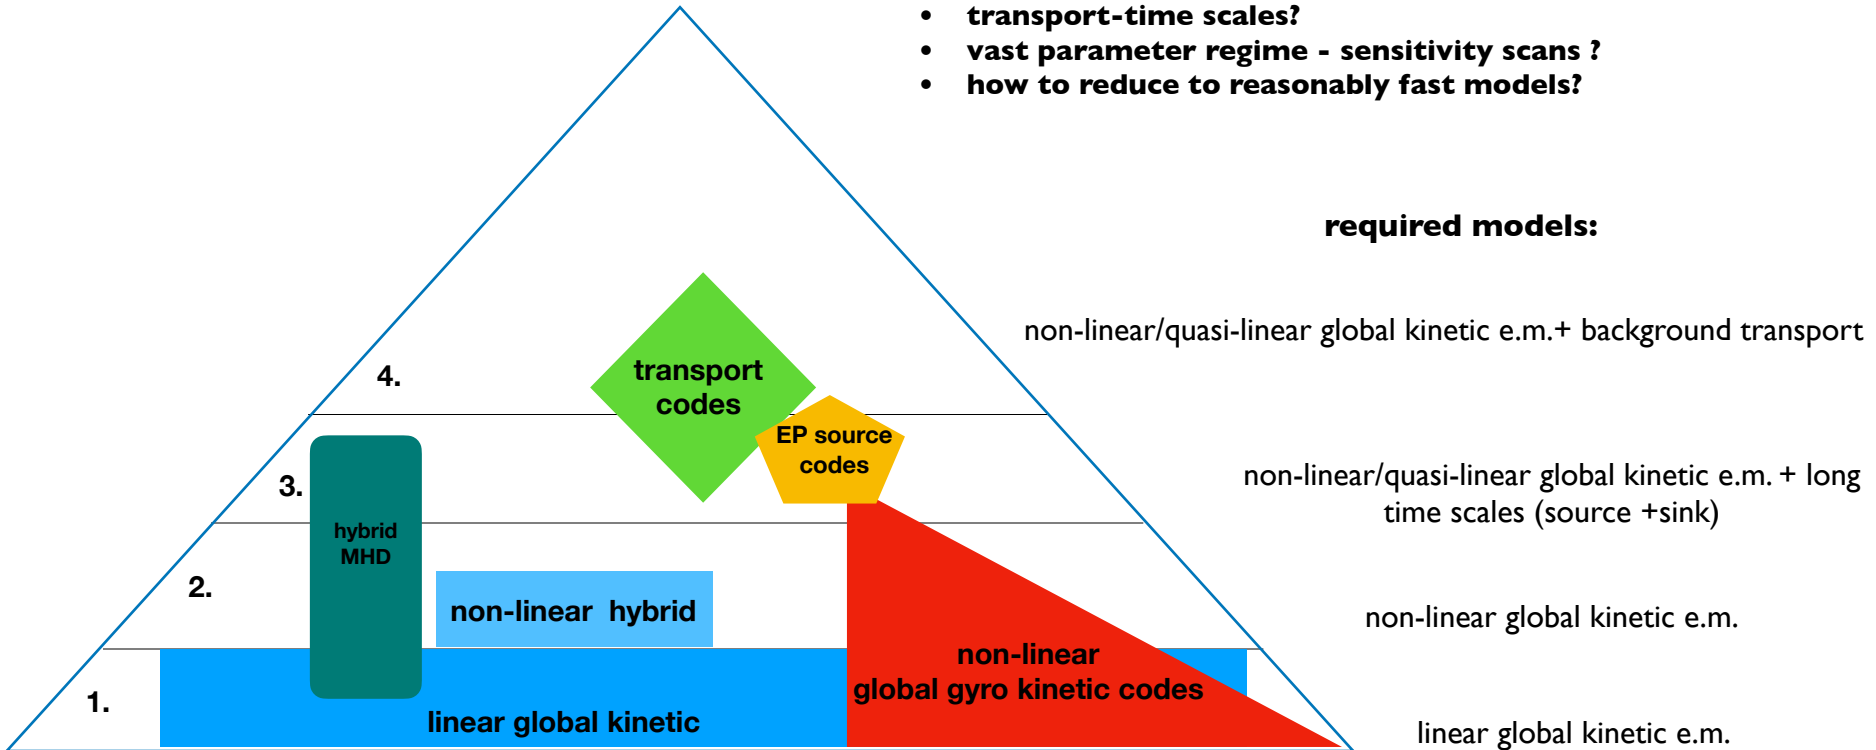 • transport-time scales?
• vast parameter regime - sensitivity scans ?
• how to reduce to reasonably fast models?
required models:
non-linear/quasi-linear global kinetic e.m.+ background transport
4.
transport
codes
EP source
codes
3.
non-linear/quasi-linear global kinetic e.m. + long
time scales (source +sink)
hybrid
MHD
2.
non-linear hybrid
non-linear global kinetic e.m.
non-linear
global gyro kinetic codes
1.
linear global kinetic
linear global kinetic e.m.